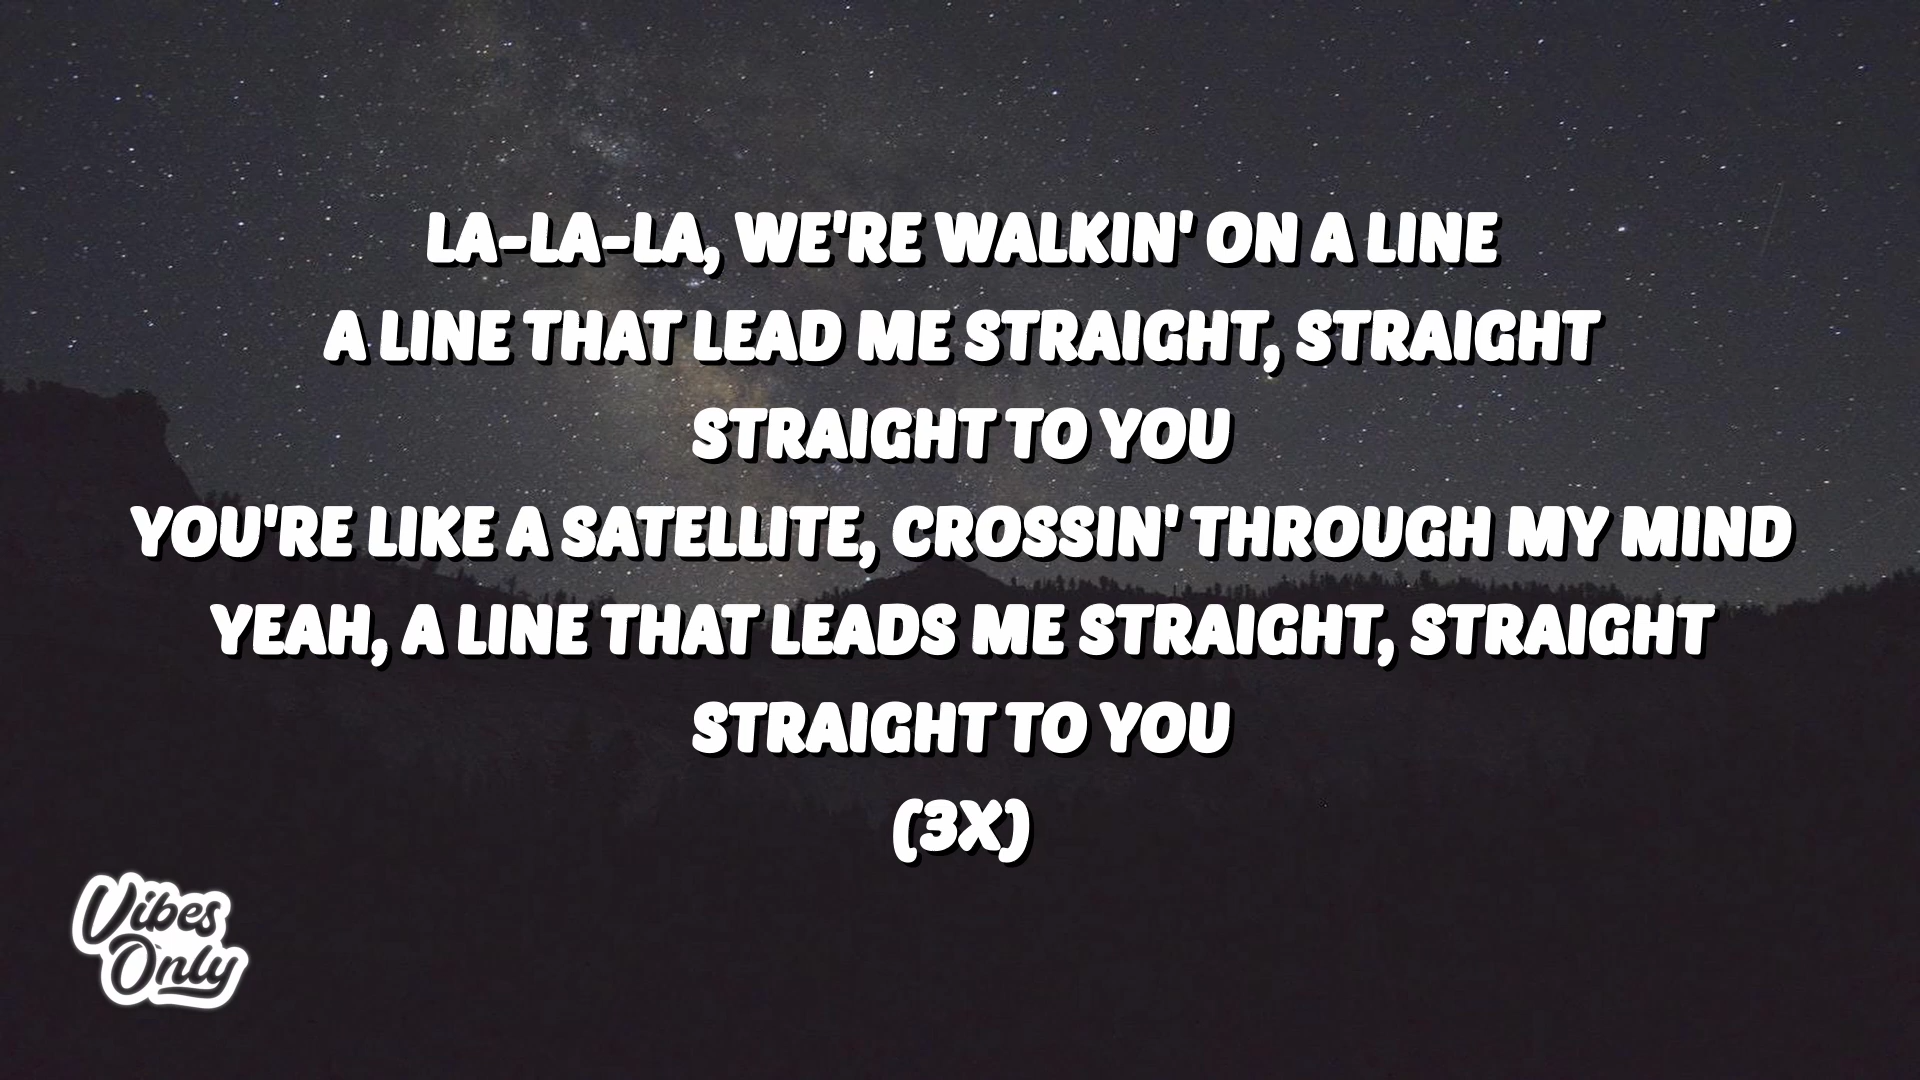 LA-LA-LA, WE'RE WALKIN' ON A LINE
A LINE THAT LEAD ME STRAIGHT, STRAIGHT
STRAIGHT TO YOU
YOU'RE LIKE A SATELLITE, CROSSIN' THROUGH MY MIND
YEAH, A LINE THAT LEADS ME STRAIGHT, STRAIGHT
STRAIGHT TO YOU
(3X)
Vibes
Only